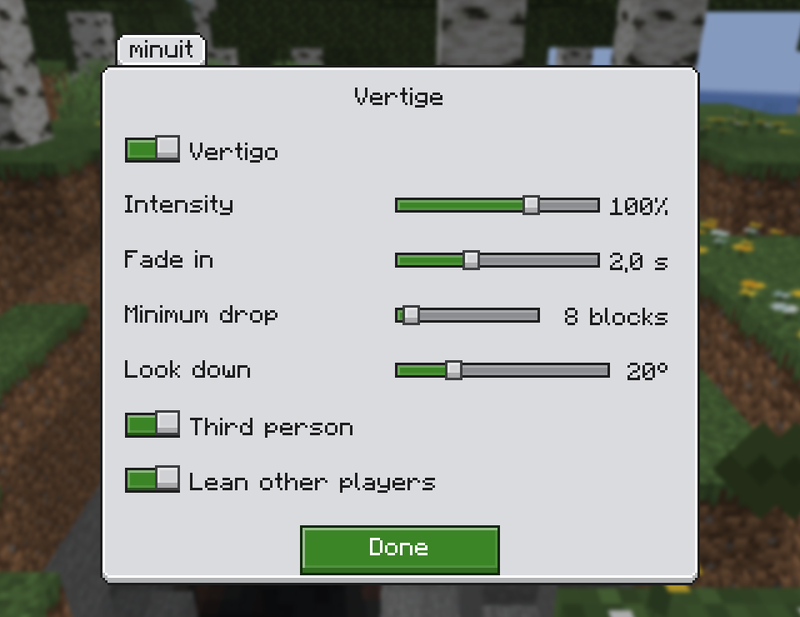 minuit
Vertige
Vertigo
Intensity 100%
Fade in 2,0 s
Minimum drop 8 blocks
Look down 20°
Third person
Lean other players
Done